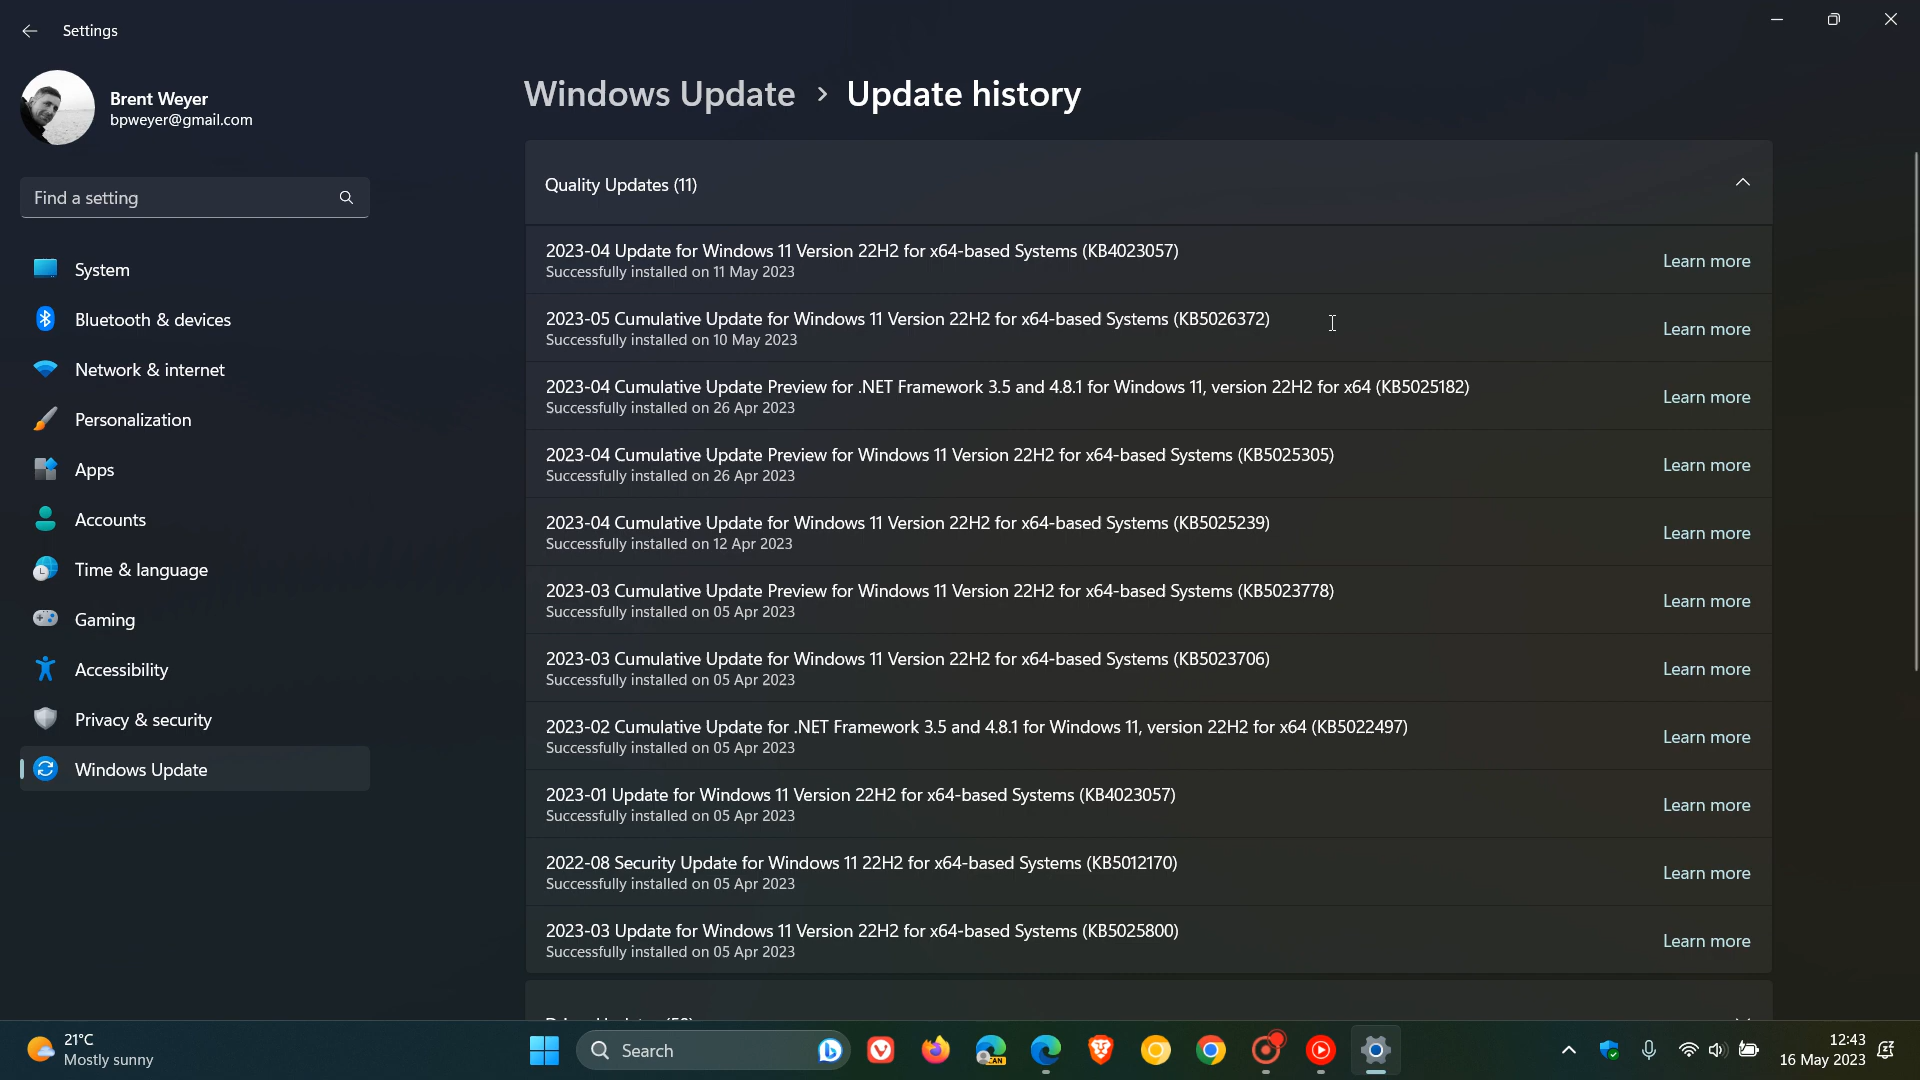 Settings
Brent Weyer
bpweyer@gmail.com
Find a setting
System
Bluetooth & devices
Network & internet
Personalization
Apps
Accounts
Time & language
Gaming
Accessibility
Privacy & security
Windows Update
Windows Update > Update history
Quality Updates (11)
2023-04 Update for Windows 11 Version 22H2 for x64-based Systems (KB4023057)
Successfully installed on 11 May 2023
Learn more
2023-05 Cumulative Update for Windows 11 Version 22H2 for x64-based Systems (KB5026372)
Successfully installed on 10 May 2023
Learn more
2023-04 Cumulative Update Preview for .NET Framework 3.5 and 4.8.1 for Windows 11, version 22H2 for x64 (KB5025182)
Successfully installed on 26 Apr 2023
Learn more
2023-04 Cumulative Update Preview for Windows 11 Version 22H2 for x64-based Systems (KB5025305)
Successfully installed on 26 Apr 2023
Learn more
2023-04 Cumulative Update for Windows 11 Version 22H2 for x64-based Systems (KB5025239)
Successfully installed on 12 Apr 2023
Learn more
2023-03 Cumulative Update Preview for Windows 11 Version 22H2 for x64-based Systems (KB5023778)
Successfully installed on 05 Apr 2023
Learn more
2023-03 Cumulative Update for Windows 11 Version 22H2 for x64-based Systems (KB5023706)
Successfully installed on 05 Apr 2023
Learn more
2023-02 Cumulative Update for .NET Framework 3.5 and 4.8.1 for Windows 11, version 22H2 for x64 (KB5022497)
Successfully installed on 05 Apr 2023
Learn more
2023-01 Update for Windows 11 Version 22H2 for x64-based Systems (KB4023057)
Successfully installed on 05 Apr 2023
Learn more
2022-08 Security Update for Windows 11 22H2 for x64-based Systems (KB5012170)
Successfully installed on 05 Apr 2023
Learn more
2023-03 Update for Windows 11 Version 22H2 for x64-based Systems (KB5025800)
Successfully installed on 05 Apr 2023
Learn more
21°C
Mostly sunny
Search
CAN
12:43
16 May 2023